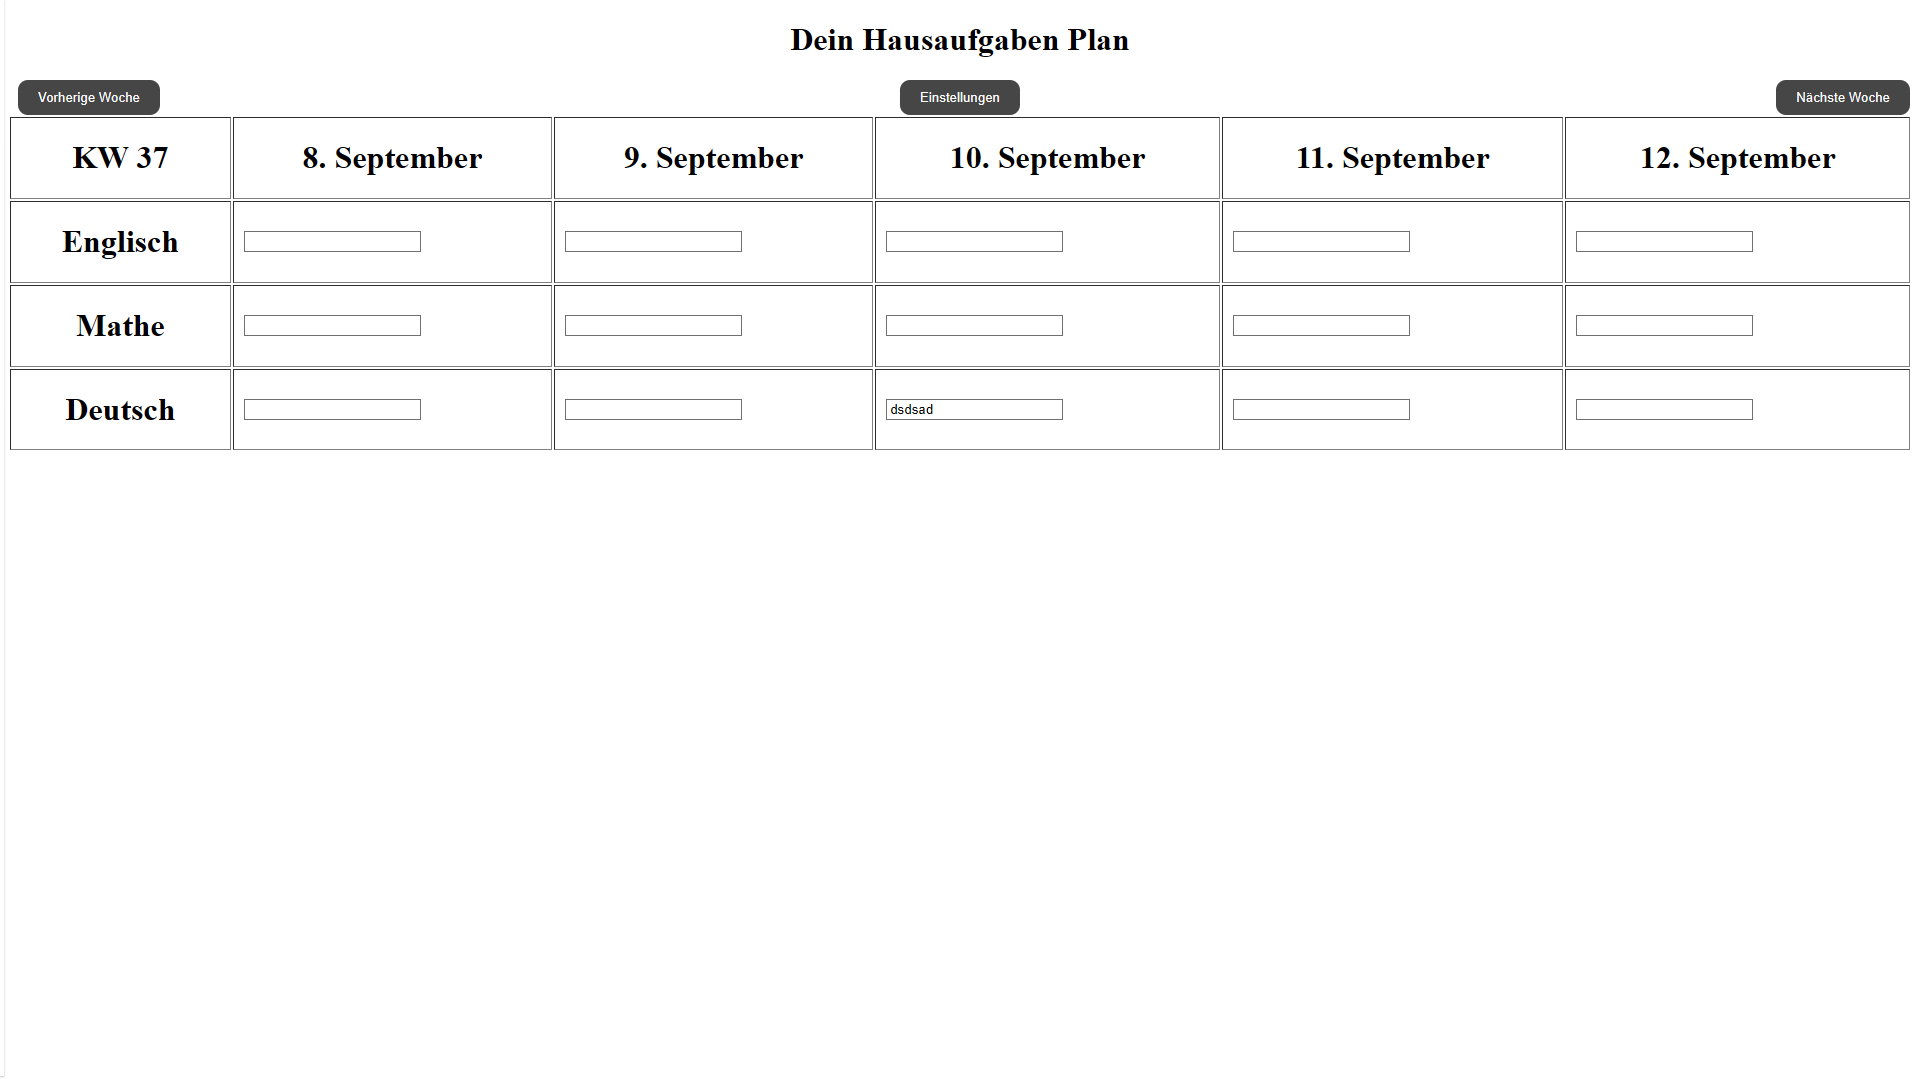 Dein Hausaufgaben Plan
Vorherige Woche Einstellungen Nächste Woche
KW 37 8. September 9. September 10. September 11. September 12. September
Englisch
Mathe
Deutsch dsdsad